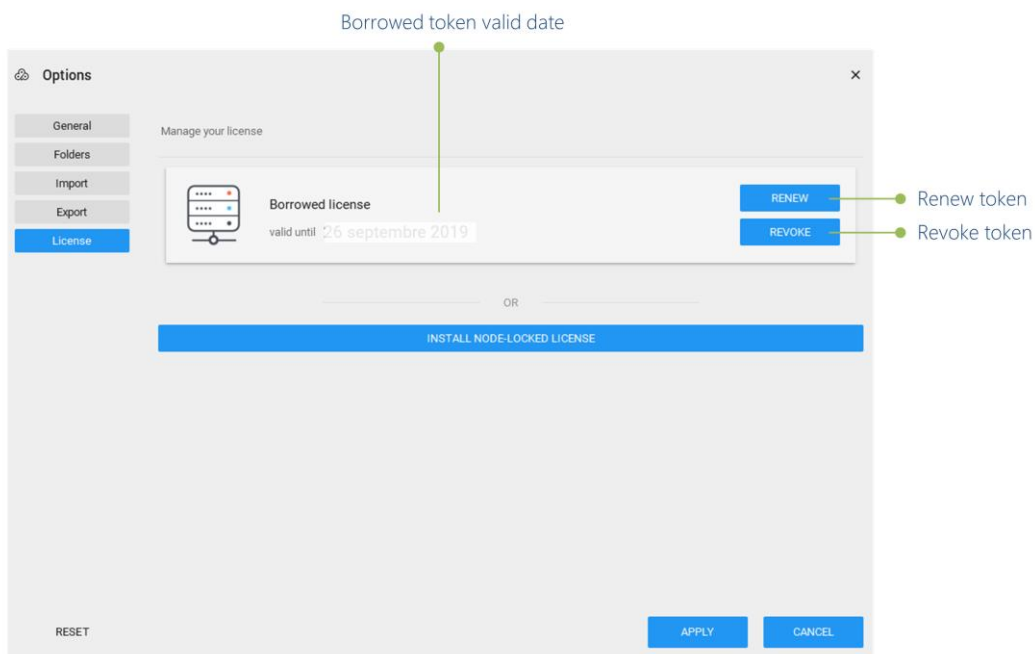 Borrowed token valid date
Options
×
General
Manage your license
Folders
Import
Export
License
Borrowed license
valid until 26 septembre 2019
RENEW
REVOKE
Renew token
Revoke token
OR
INSTALL NODE-LOCKED LICENSE
RESET
APPLY
CANCEL